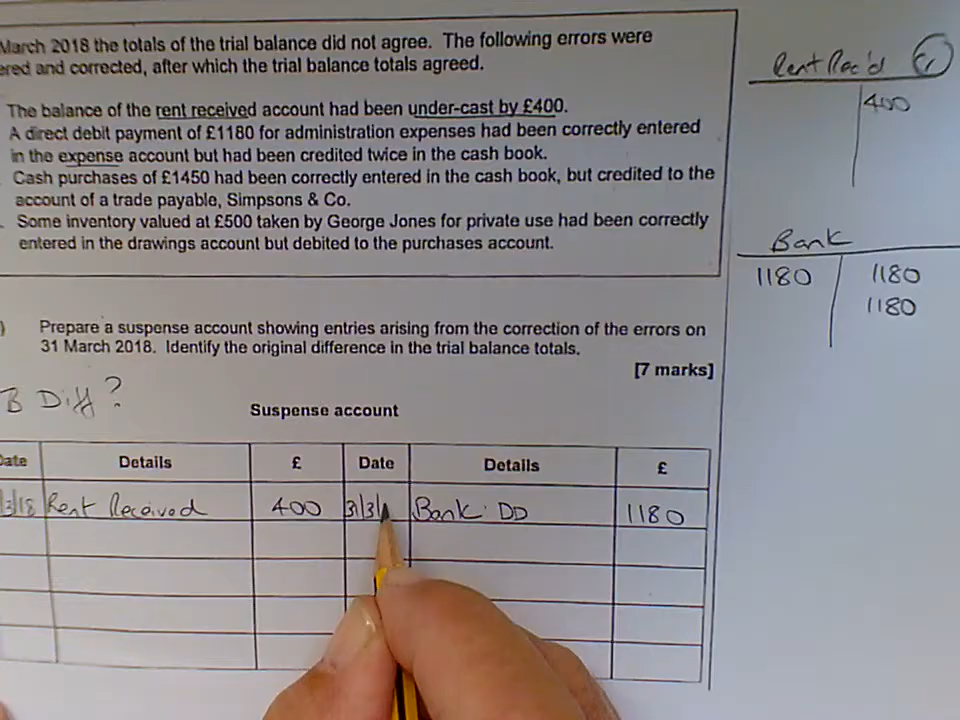 March 2018 the totals of the trial balance did not agree. The following errors were
ered and corrected, after which the trial balance totals agreed.
The balance of the rent received account had been under-cast by £400.
A direct debit payment of £1180 for administration expenses had been correctly entered
in the expense account but had been credited twice in the cash book.
Cash purchases of £1450 had been correctly entered in the cash book, but credited to the
account of a trade payable, Simpsons & Co.
Some inventory valued at £500 taken by George Jones for private use had been correctly
entered in the drawings account but debited to the purchases account.
Rent Rec'd
400
Bank
1180 1180
1180
) Prepare a suspense account showing entries arising from the correction of the errors on
31 March 2018. Identify the original difference in the trial balance totals.
[7 marks]
B Diff?
Suspense account
Date Details £ Date Details £
/3/18 Rent Received 400 31/3/ Bank: DD 1180